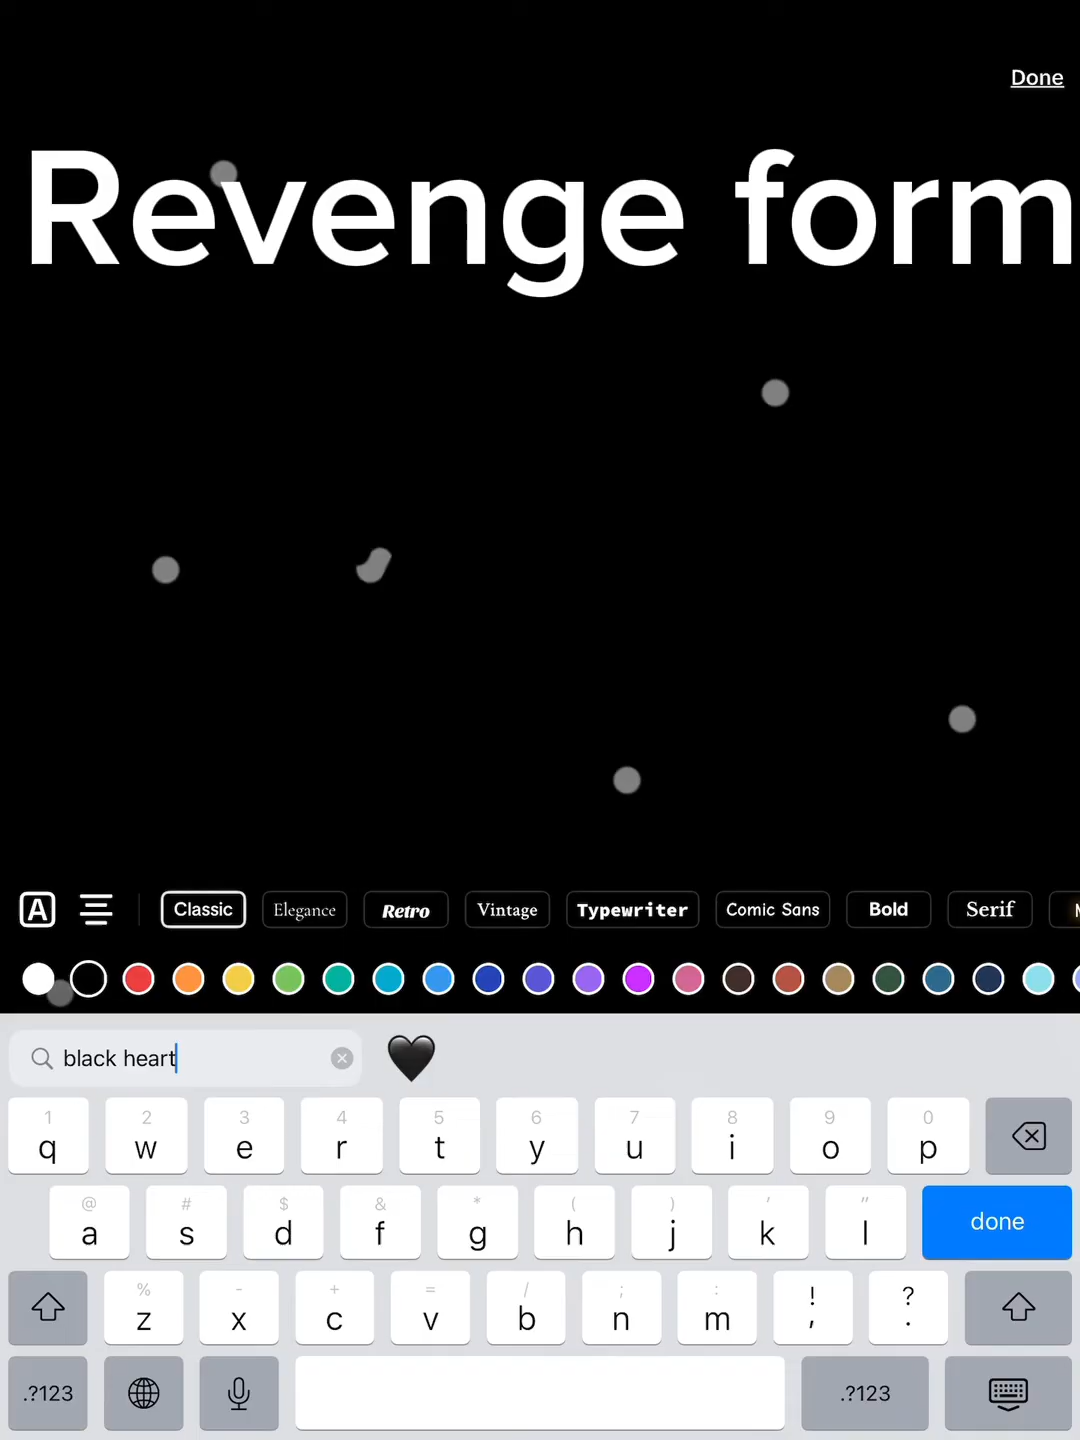 Done
Revenge form
A Classic Elegance Retro Vintage Typewriter Comic Sans Bold Serif
black heart
1 2 3 4 5 6 7 8 9 0
q w e r t y u i o p
@ # $ & * ( ) ' "
a s d f g h j k l done
% - + = / ; : ! ?
z x c v b n m , .
.?123 .?123